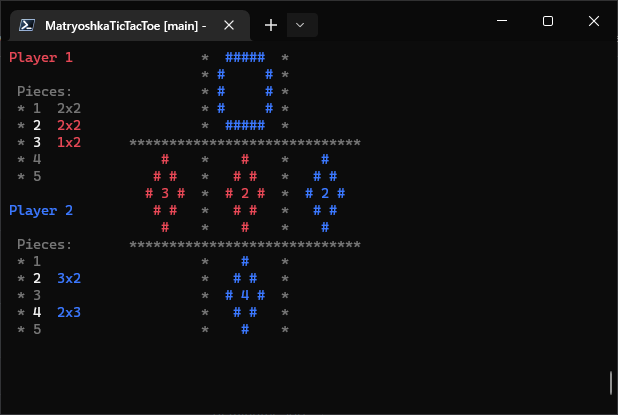 MatryoshkaTicTacToe [main] -
Player 1                *  #####  *
                        * #     # *
 Pieces:                * #     # *
 * 1  2x2               * #     # *
 * 2  2x2               *  #####  *
 * 3  1x2      *****************************
 * 4               #    *    #    *    #
 * 5              # #   *   # #   *   # #
                 # 3 #  *  # 2 #  *  # 2 #
Player 2          # #   *   # #   *   # #
                   #    *    #    *    #
 Pieces:       *****************************
 * 1                    *    #    *
 * 2  3x2               *   # #   *
 * 3                    *  # 4 #  *
 * 4  2x3               *   # #   *
 * 5                    *    #    *